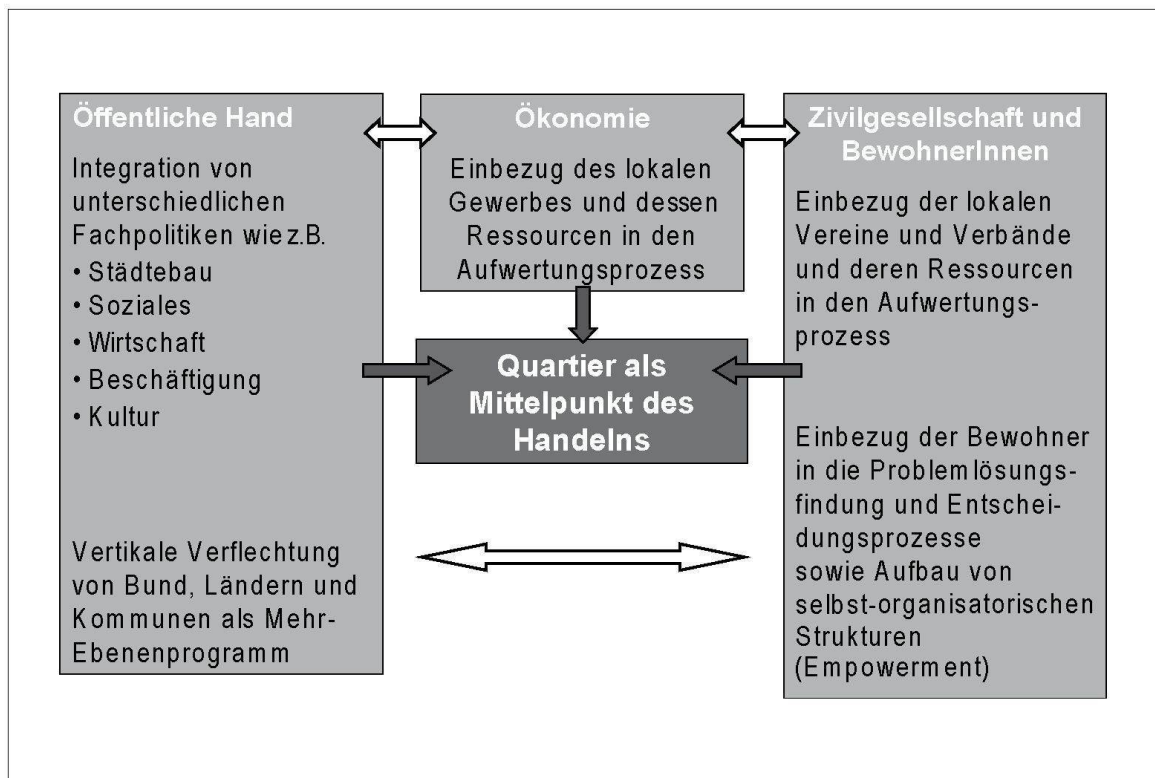 Öffentliche Hand
Integration von
unterschiedlichen
Fachpolitiken wie z.B.
• Städtebau
• Soziales
• Wirtschaft
• Beschäftigung
• Kultur
Vertikale Verflechtung
von Bund, Ländern und
Kommunen als Mehr-
Ebenenprogramm
Ökonomie
Einbezug des lokalen
Gewerbes und dessen
Ressourcen in den
Aufwertungsprozess
Quartier als
Mittelpunkt des
Handelns
Zivilgesellschaft und
BewohnerInnen
Einbezug der lokalen
Vereine und Verbände
und deren Ressourcen
in den Aufwertungs-
prozess
Einbezug der Bewohner
in die Problemlösungs-
findung und Entschei-
dungsprozesse
sowie Aufbau von
selbst-organisatorischen
Strukturen
(Empowerment)